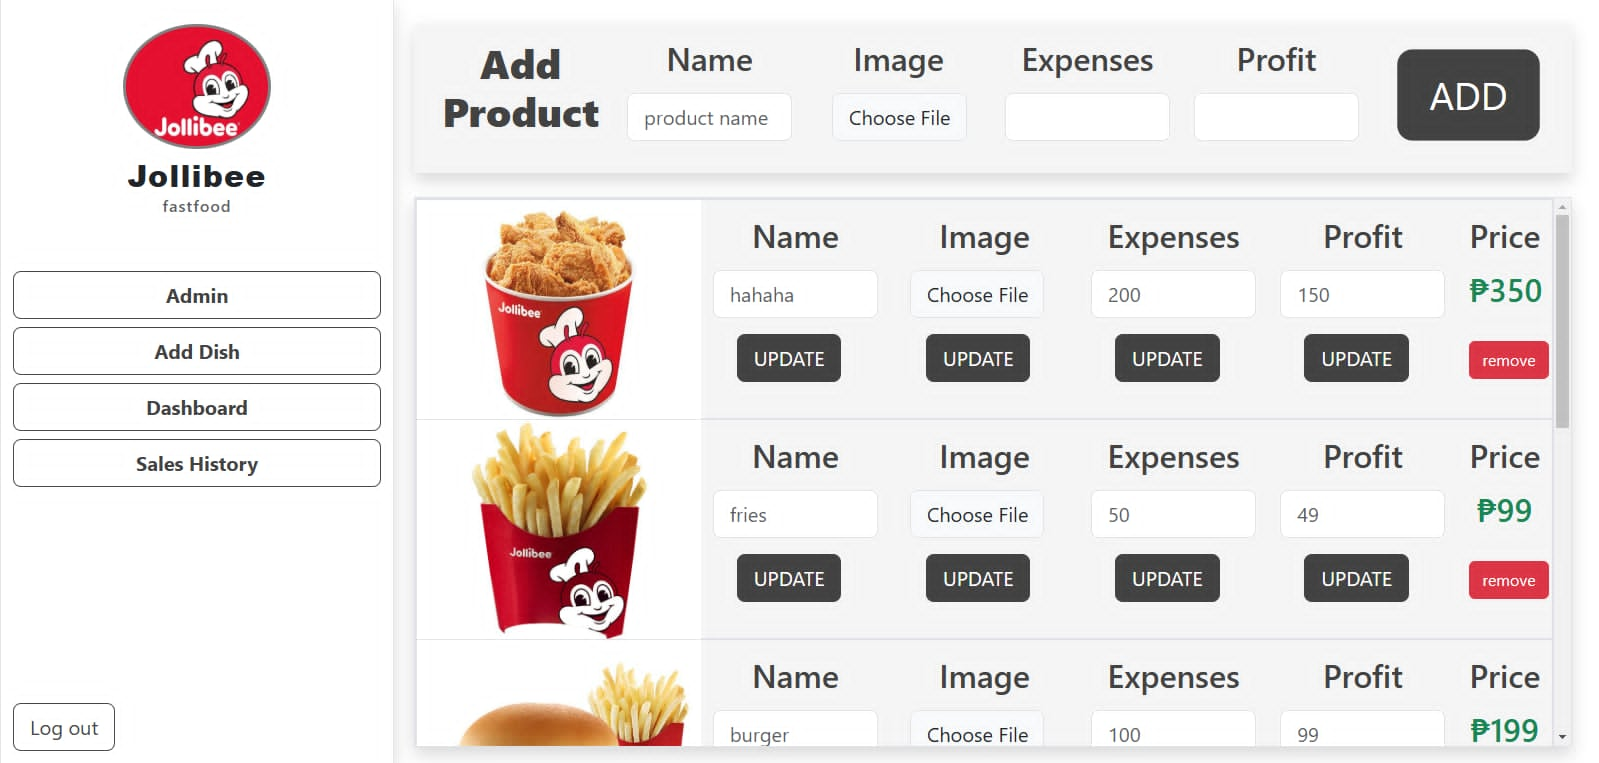 Jollibee
Jollibee
fastfood
Admin
Add Dish
Dashboard
Sales History
Log out
Add
Product
Name
Image
Expenses
Profit
product name
Choose File
ADD
Jollibee
Name
Image
Expenses
Profit
Price
hahaha
Choose File
200
150
₱350
UPDATE
UPDATE
UPDATE
UPDATE
remove
Jollibee
Name
Image
Expenses
Profit
Price
fries
Choose File
50
49
₱99
UPDATE
UPDATE
UPDATE
UPDATE
remove
Name
Image
Expenses
Profit
Price
burger
Choose File
100
99
₱199